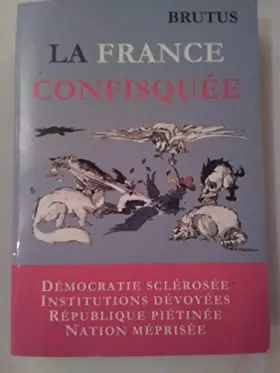 BRUTUS
LA FRANCE
CONFISQUÉE
DÉMOCRATIE SCLÉROSÉE
INSTITUTIONS DÉVOYÉES
RÉPUBLIQUE PIÉTINÉE
NATION MÉPRISÉE